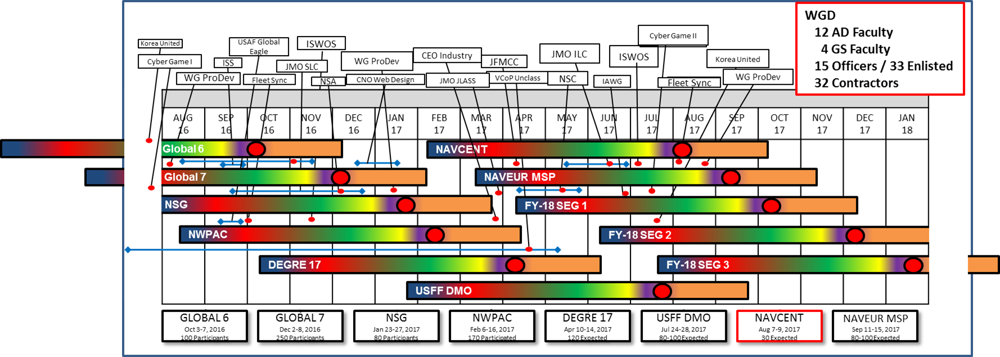 WGD
12 AD Faculty
4 GS Faculty
15 Officers / 33 Enlisted
32 Contractors
Korea United
Cyber Game I
WG ProDev
ISS
USAF Global
Eagle
Fleet Sync
JMO SLC
ISWOS
NSA
WG ProDev
CNO Web Design
CEO Industry
JMO JLASS
JFMCC
VCoP Unclass
JMO ILC
NSC
IAWG
ISWOS
Cyber Game II
Fleet Sync
Korea United
WG ProDev
AUG
16
SEP
16
OCT
16
NOV
16
DEC
16
JAN
17
FEB
17
MAR
17
APR
17
MAY
17
JUN
17
JUL
17
AUG
17
SEP
17
OCT
17
NOV
17
DEC
17
JAN
18
Global 6
NAVCENT
Global 7
NAVEUR MSP
NSG
FY-18 SEG 1
NWPAC
FY-18 SEG 2
DEGRE 17
FY-18 SEG 3
USFF DMO
GLOBAL 6
Oct 3-7, 2016
100 Participants
GLOBAL 7
Dec 2-8, 2016
250 Participants
NSG
Jan 23-27, 2017
80 Participants
NWPAC
Feb 6-16, 2017
170 Participated
DEGRE 17
Apr 10-14, 2017
120 Expected
USFF DMO
Jul 24-28, 2017
80-100 Expected
NAVCENT
Aug 7-9, 2017
30 Expected
NAVEUR MSP
Sep 11-15, 2017
80-100 Expected